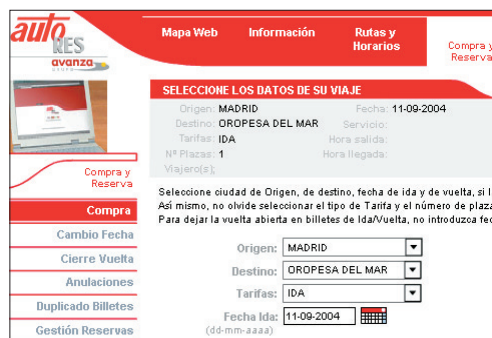 auto
RES
avanza
GRUPO
Mapa Web
Información
Rutas y
Horarios
Compra y
Reserva
SELECCIONE LOS DATOS DE SU VIAJE
Origen: MADRID Fecha: 11-09-2004
Destino: OROPESA DEL MAR Servicio:
Tarifas: IDA Hora salida:
Nª Plazas: 1 Hora llegada:
Viajero(s);
Compra y
Reserva
Compra
Cambio Fecha
Cierre Vuelta
Anulaciones
Duplicado Billetes
Gestión Reservas
Seleccione ciudad de Origen, de destino, fecha de ida y de vuelta, si l
Así mismo, no olvide seleccionar el tipo de Tarifa y el número de plaza
Para dejar la vuelta abierta en billetes de Ida/Vuelta, no introduzca fec
Origen: MADRID
Destino: OROPESA DEL MAR
Tarifas: IDA
Fecha Ida: 11-09-2004
(dd-mm-aaaa)